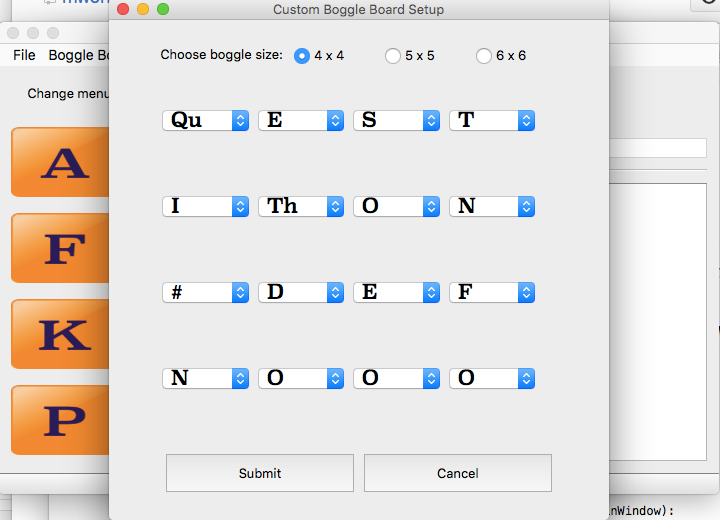 Custom Boggle Board Setup
File Boggle Bo
Choose boggle size: 4 x 4 5 x 5 6 x 6
Change menu
Qu E S T
A
I Th O N
F
# D E F
K
N O O O
P
Submit Cancel
nWindow):